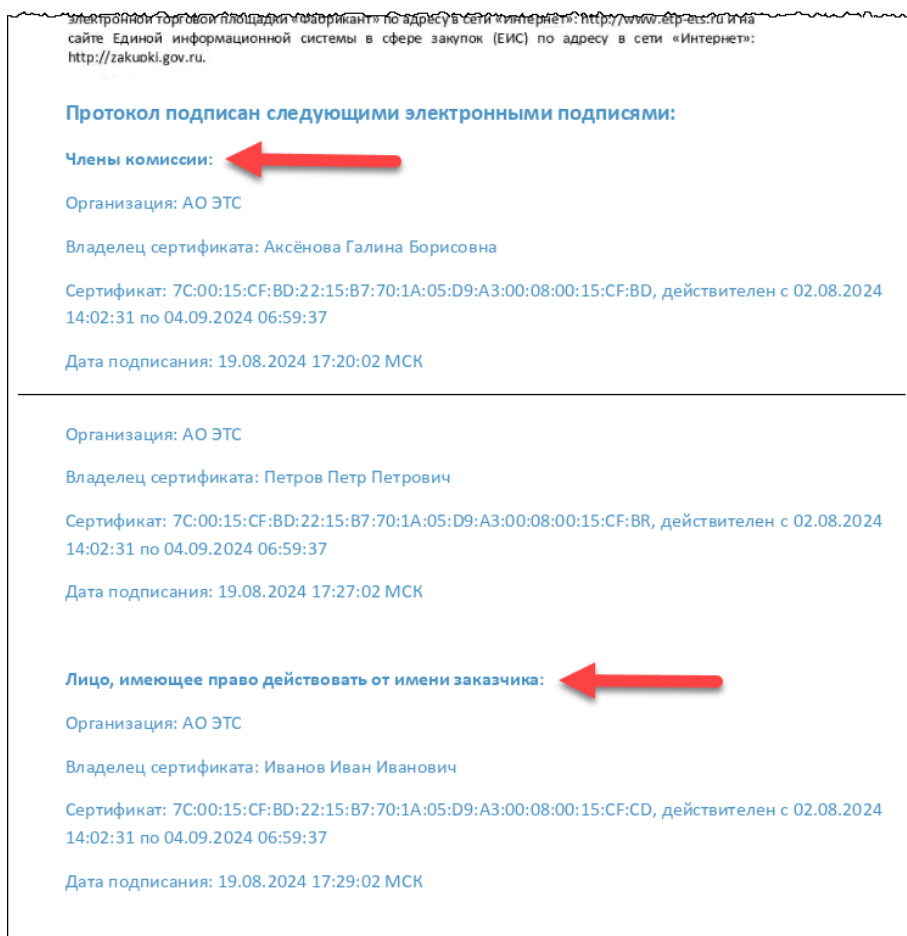 электронной торговой площадки «Фабрикант» по адресу в сети «Интернет»: http://www.etp-ets.ru и на
сайте Единой информационной системы в сфере закупок (ЕИС) по адресу в сети «Интернет»:
http://zakupki.gov.ru.
Протокол подписан следующими электронными подписями:
Члены комиссии:
Организация: АО ЭТС
Владелец сертификата: Аксёнова Галина Борисовна
Сертификат: 7C:00:15:CF:BD:22:15:B7:70:1A:05:D9:A3:00:08:00:15:CF:BD, действителен с 02.08.2024
14:02:31 по 04.09.2024 06:59:37
Дата подписания: 19.08.2024 17:20:02 МСК
Организация: АО ЭТС
Владелец сертификата: Петров Петр Петрович
Сертификат: 7C:00:15:CF:BD:22:15:B7:70:1A:05:D9:A3:00:08:00:15:CF:BR, действителен с 02.08.2024
14:02:31 по 04.09.2024 06:59:37
Дата подписания: 19.08.2024 17:27:02 МСК
Лицо, имеющее право действовать от имени заказчика:
Организация: АО ЭТС
Владелец сертификата: Иванов Иван Иванович
Сертификат: 7C:00:15:CF:BD:22:15:B7:70:1A:05:D9:A3:00:08:00:15:CF:CD, действителен с 02.08.2024
14:02:31 по 04.09.2024 06:59:37
Дата подписания: 19.08.2024 17:29:02 МСК